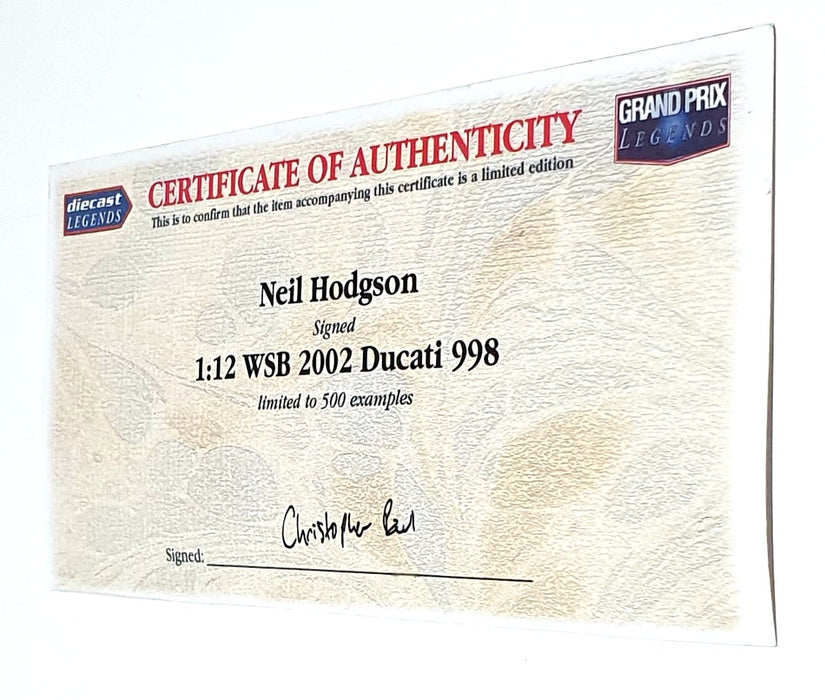 diecast
LEGENDS
CERTIFICATE OF AUTHENTICITY
GRAND PRIX
LEGENDS
This is to confirm that the item accompanying this certificate is a limited edition
Neil Hodgson
Signed
1:12 WSB 2002 Ducati 998
limited to 500 examples
Christopher
Signed: